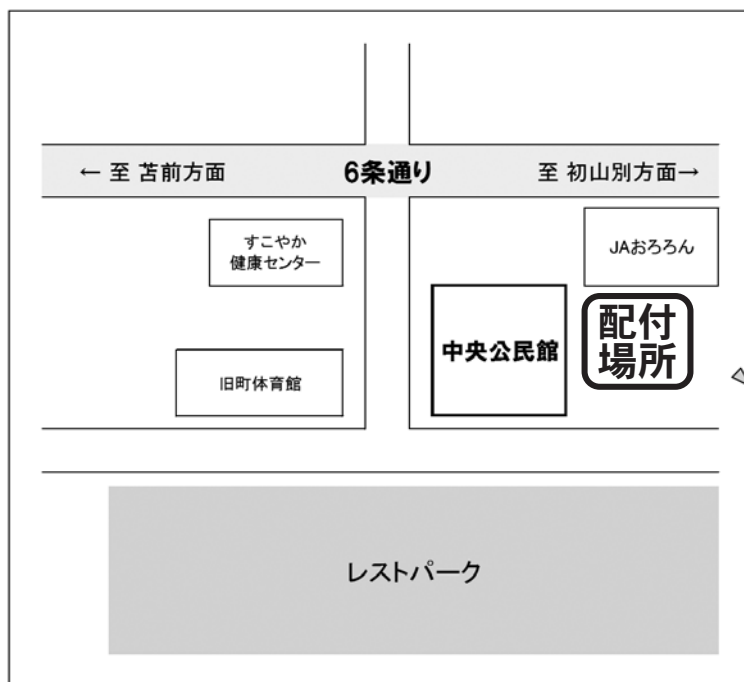 ← 至 苫前方面
6条通り
至 初山別方面→
すこやか
健康センター
JAおろろん
中央公民館
配付
場所
旧町体育館
レストパーク